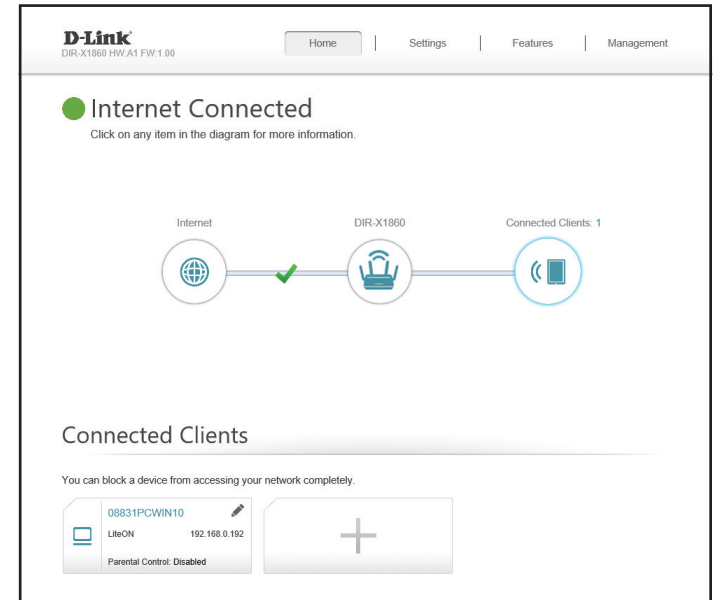 D-Link
DIR-X1860 HW:A1 FW:1.00
Home
Settings
Features
Management
Internet Connected
Click on any item in the diagram for more information.
Internet
DIR-X1860
Connected Clients: 1
Connected Clients
You can block a device from accessing your network completely.
08831PCWIN10
LiteON 192.168.0.192
Parental Control: Disabled